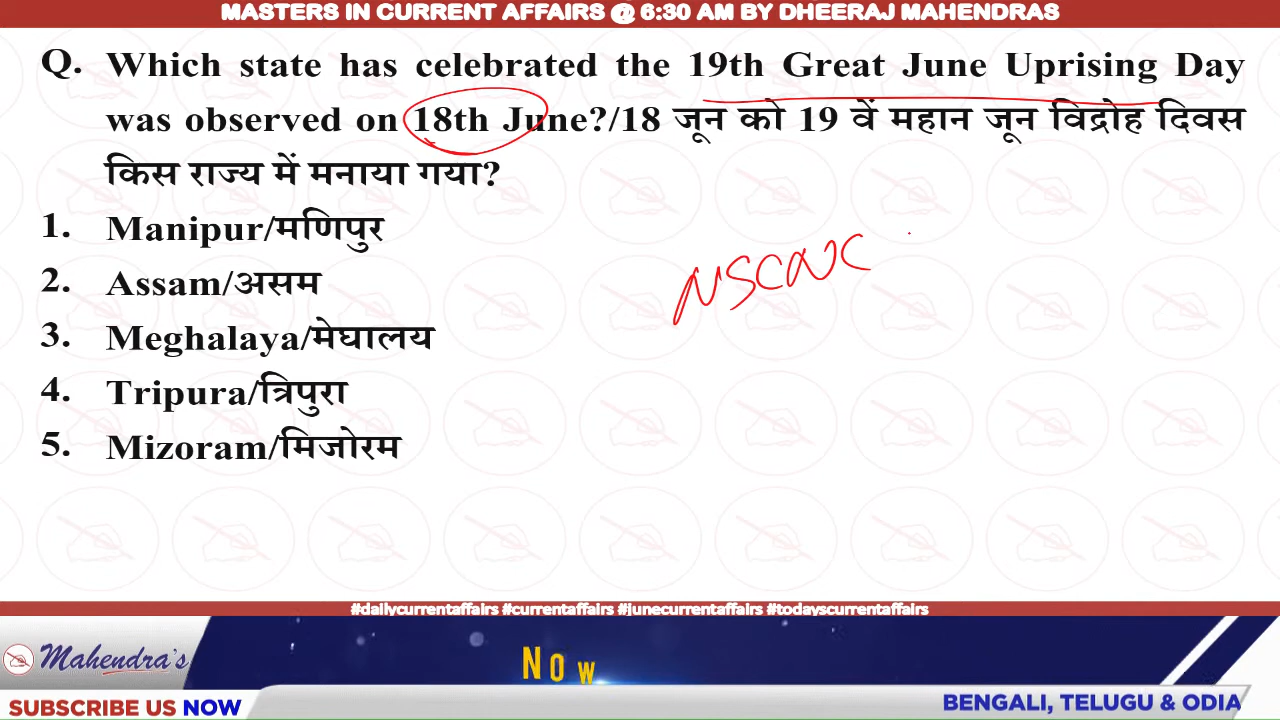 MASTERS IN CURRENT AFFAIRS @ 6:30 AM BY DHEERAJ MAHENDRAS
Q. Which state has celebrated the 19th Great June Uprising Day
was observed on 18th June?/18 जून को 19 वें महान जून विद्रोह दिवस
किस राज्य में मनाया गया?
1. Manipur/मणिपुर
NSCNC
2. Assam/असम
3. Meghalaya/मेघालय
4. Tripura/त्रिपुरा
5. Mizoram/मिजोरम
#dailycurrentaffairs #currentaffairs #junecurrentaffairs #todayscurrentaffairs
Mahendra's
NOW
SUBSCRIBE US NOW
BENGALI, TELUGU & ODIA